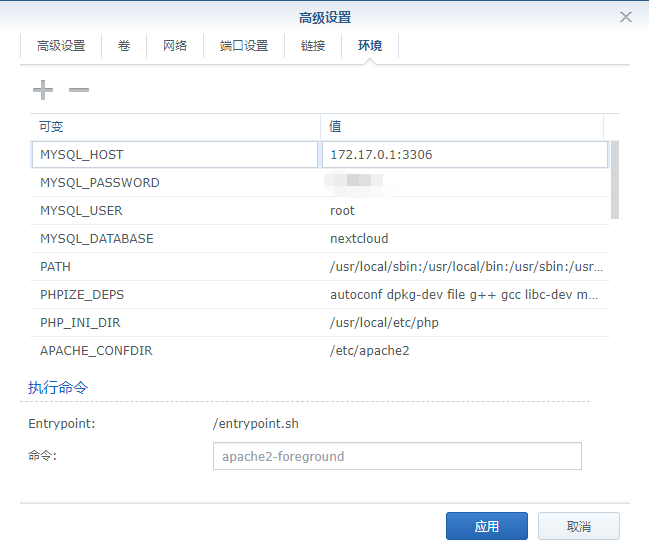 高级设置
高级设置 卷 网络 端口设置 链接 环境
可变 值
MYSQL_HOST 172.17.0.1:3306
MYSQL_PASSWORD
MYSQL_USER root
MYSQL_DATABASE nextcloud
PATH /usr/local/sbin:/usr/local/bin:/usr/sbin:/usr...
PHPIZE_DEPS autoconf dpkg-dev file g++ gcc libc-dev m...
PHP_INI_DIR /usr/local/etc/php
APACHE_CONFDIR /etc/apache2
执行命令
Entrypoint: /entrypoint.sh
命令: apache2-foreground
应用 取消